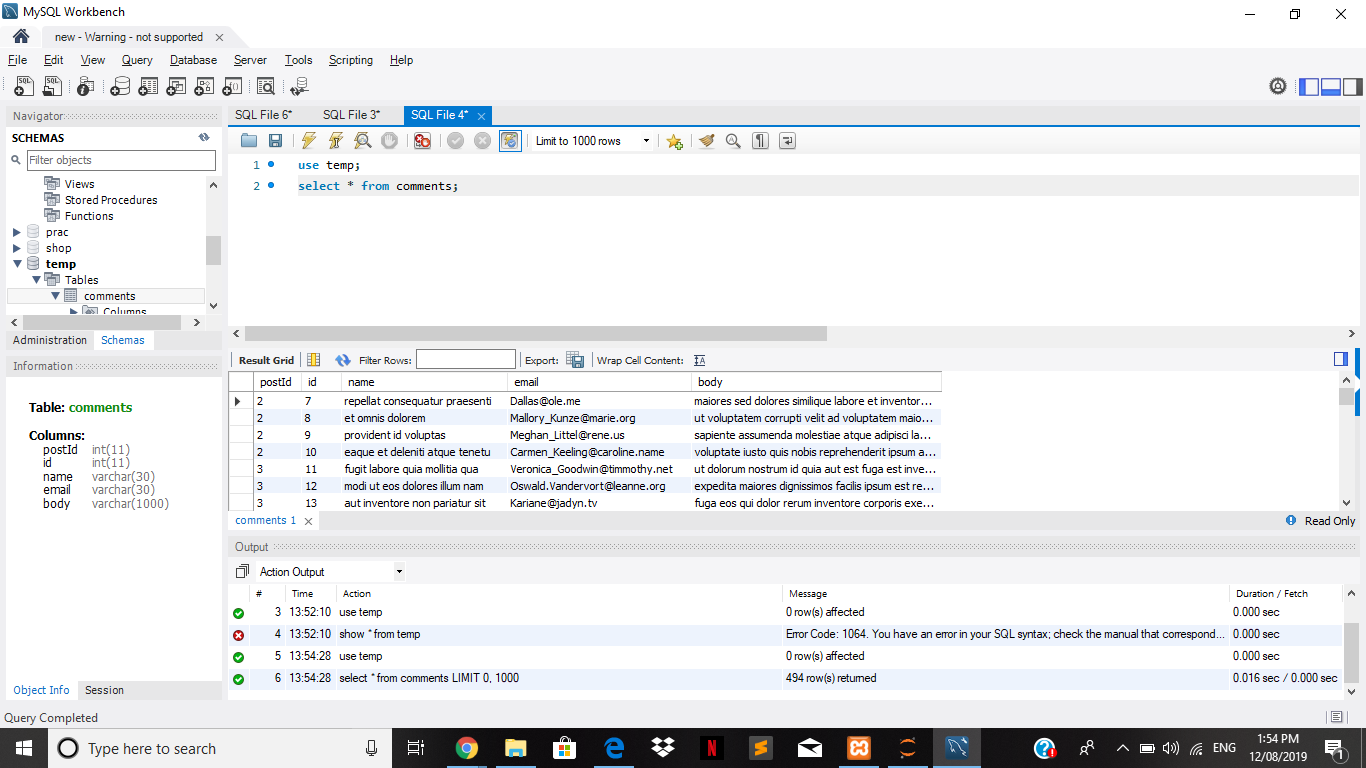 MySQL Workbench
new - Warning - not supported
File Edit View Query Database Server Tools Scripting Help
Navigator
SCHEMAS
Filter objects
Views
Stored Procedures
Functions
prac
shop
temp
Tables
comments
Columns
Administration Schemas
Information
Table: comments
Columns:
postId int(11)
id int(11)
name varchar(30)
email varchar(30)
body varchar(1000)
Object Info Session
SQL File 6* SQL File 3* SQL File 4*
Limit to 1000 rows
1 use temp;
2 select * from comments;
Result Grid Filter Rows: Export: Wrap Cell Content:
postId id name email body
2 7 repellat consequatur praesenti Dallas@ole.me maiores sed dolores similique labore et inventor...
2 8 et omnis dolorem Mallory_Kunze@marie.org ut voluptatem corrupti velit ad voluptatem maio...
2 9 provident id voluptas Meghan_Littel@rene.us sapiente assumenda molestiae atque adipisci la...
2 10 eaque et deleniti atque tenetu Carmen_Keeling@caroline.name voluptate iusto quis nobis reprehenderit ipsum a...
3 11 fugit labore quia mollitia qua Veronica_Goodwin@timmothy.net ut dolorum nostrum id quia aut est fuga est inve...
3 12 modi ut eos dolores illum nam Oswald.Vandervort@leanne.org expedita maiores dignissimos facilis ipsum est re...
3 13 aut inventore non pariatur sit Kariane@jadyn.tv fuga eos qui dolor rerum inventore corporis exe...
comments 1
Read Only
Output
Action Output
# Time Action Message Duration / Fetch
3 13:52:10 use temp 0 row(s) affected 0.000 sec
4 13:52:10 show * from temp Error Code: 1064. You have an error in your SQL syntax; check the manual that correspond... 0.000 sec
5 13:54:28 use temp 0 row(s) affected 0.000 sec
6 13:54:28 select * from comments LIMIT 0, 1000 494 row(s) returned 0.016 sec / 0.000 sec
Query Completed
Type here to search
ENG
1:54 PM
12/08/2019
1